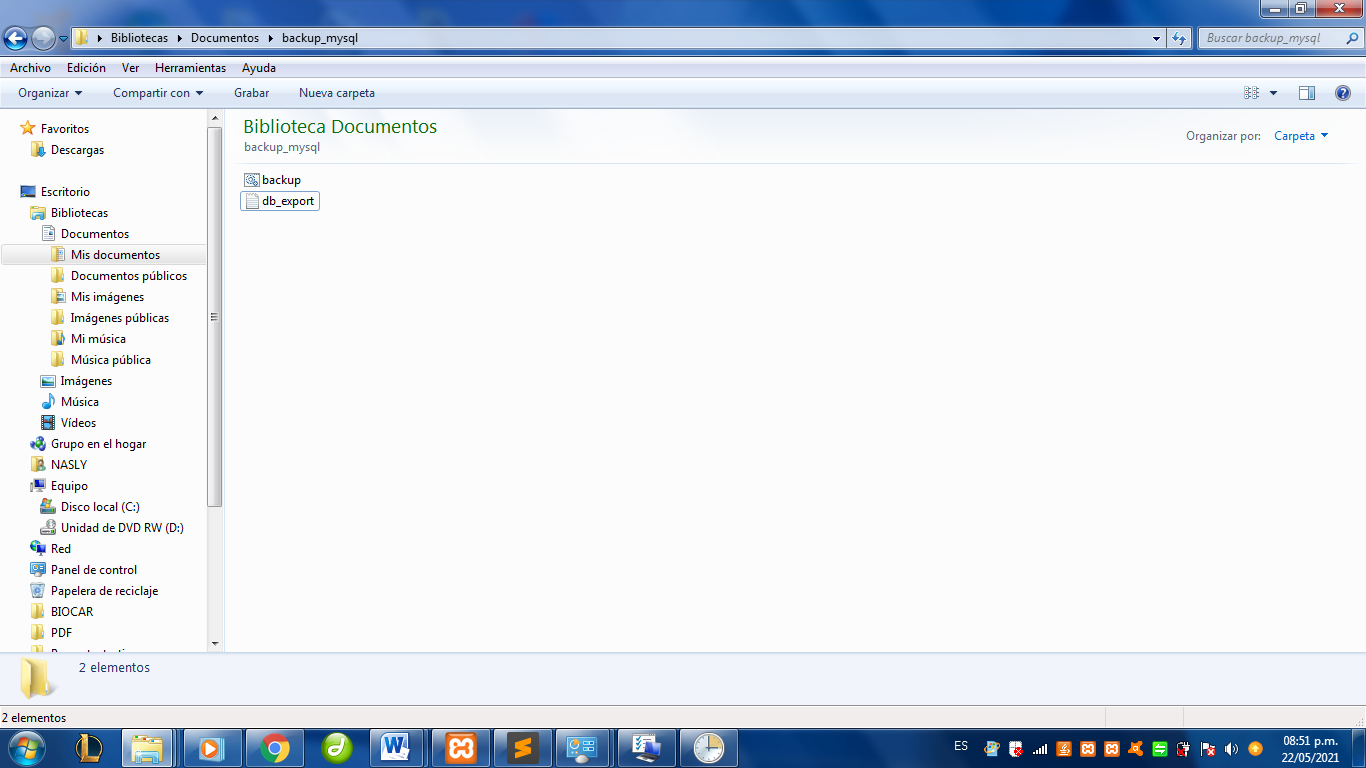 Bibliotecas Documentos backup_mysql
Buscar backup_mysql
Archivo Edición Ver Herramientas Ayuda
Organizar Compartir con Grabar Nueva carpeta
Favoritos
Descargas
Escritorio
Bibliotecas
Documentos
Mis documentos
Documentos públicos
Mis imágenes
Imágenes públicas
Mi música
Música pública
Imágenes
Música
Vídeos
Grupo en el hogar
NASLY
Equipo
Disco local (C:)
Unidad de DVD RW (D:)
Red
Panel de control
Papelera de reciclaje
BIOCAR
PDF
Biblioteca Documentos
backup_mysql
Organizar por: Carpeta
backup
db_export
2 elementos
2 elementos
ES
08:51 p.m.
22/05/2021